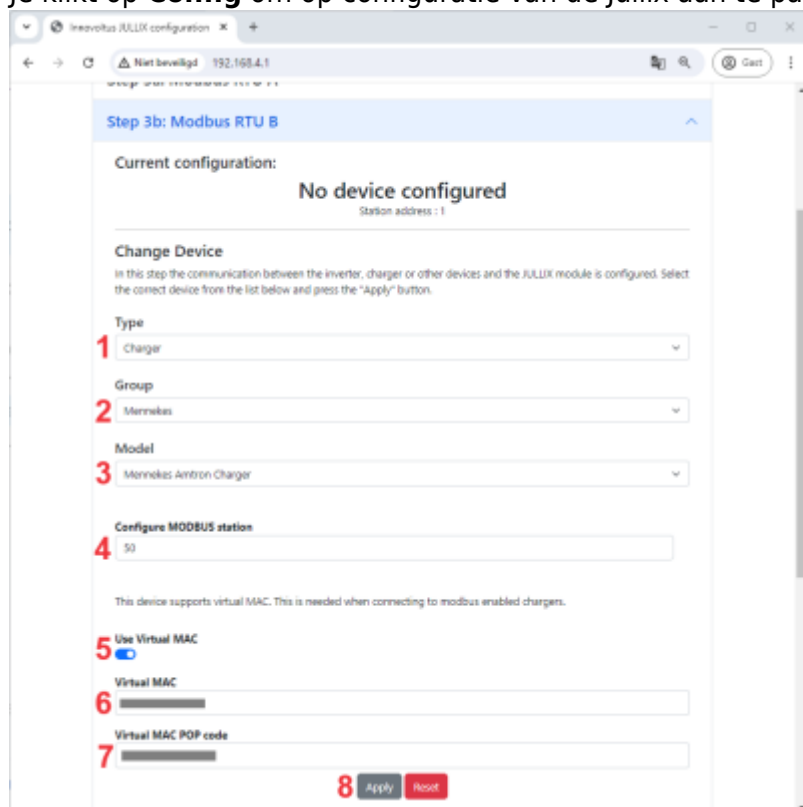 je klikt op Config om op configuratie van de Jullix aan te pa
Innovoltus JULLIX configuration
Niet beveiligd 192.168.4.1
Gast
Step 3a: Modbus RTU A
Step 3b: Modbus RTU B
Current configuration:
No device configured
Station address : 1
Change Device
In this step the communication between the inverter, charger or other devices and the JULLIX module is configured. Select
the correct device from the list below and press the "Apply" button.
Type
1 Charger
Group
2 Mennekes
Model
3 Mennekes Amtron Charger
Configure MODBUS station
4 50
This device supports virtual MAC. This is needed when connecting to modbus enabled chargers.
5 Use Virtual MAC
Virtual MAC
6
Virtual MAC POP code
7
8 Apply Reset